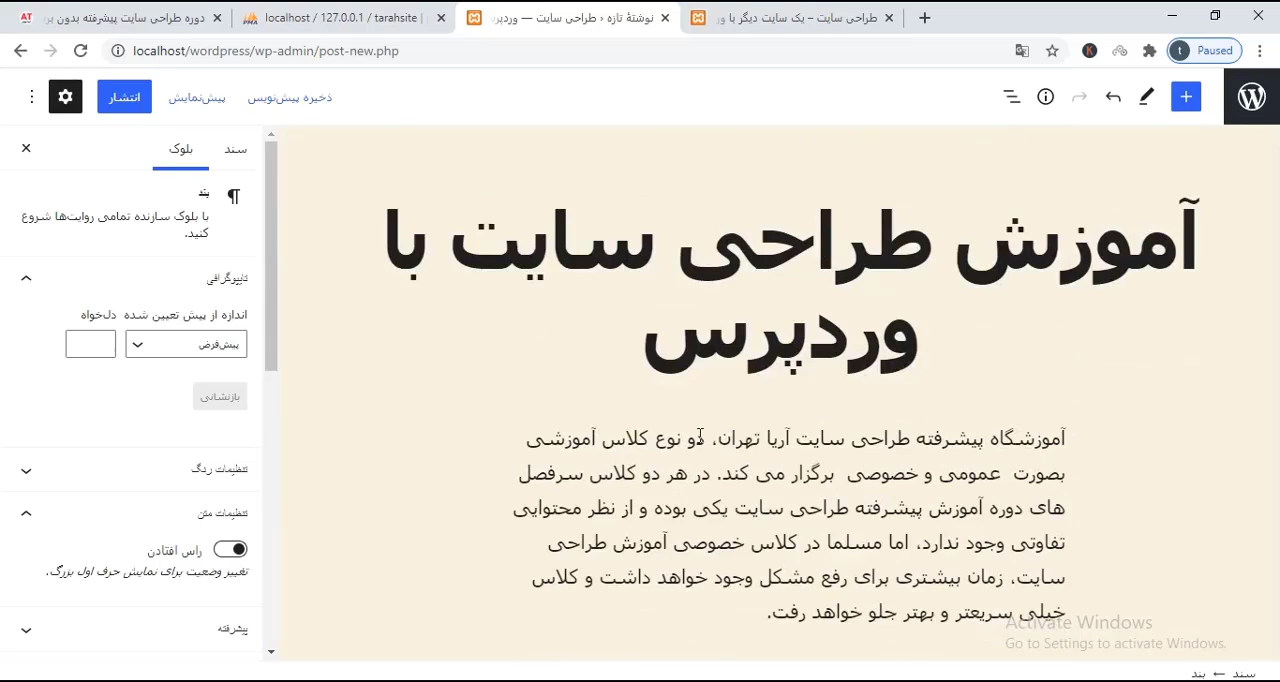 دوره طراحی سایت پیشرفته بدون بر
localhost / 127.0.0.1 / tarahsite |
نوشتهٔ تازه ‹ طراحی سایت — وردپر
طراحی سایت – یک سایت دیگر با ور
localhost/wordpress/wp-admin/post-new.php
K
t Paused
انتشار
پیش‌نمایش
ذخیره پیش‌نویس
سند
بلوک
بند
با بلوک سازنده تمامی روایت‌ها شروع
کنید.
تایپوگرافی
اندازه از پیش تعیین شده
دلخواه
پیش‌فرض
بازنشانی
تنظیمات رنگ
تنظیمات متن
راس افتادن
تغییر وضعیت برای نمایش حرف اول بزرگ.
پیشرفته
آموزش طراحی سایت با
وردپرس
آموزشگاه پیشرفته طراحی سایت آریا تهران، دو نوع کلاس آموزشی
بصورت عمومی و خصوصی برگزار می کند. در هر دو کلاس سرفصل
های دوره آموزش پیشرفته طراحی سایت یکی بوده و از نظر محتوایی
تفاوتی وجود ندارد، اما مسلما در کلاس خصوصی آموزش طراحی
سایت، زمان بیشتری برای رفع مشکل وجود خواهد داشت و کلاس
خیلی سریعتر و بهتر جلو خواهد رفت.
Activate Windows
Go to Settings to activate Windows.
سند ← بند